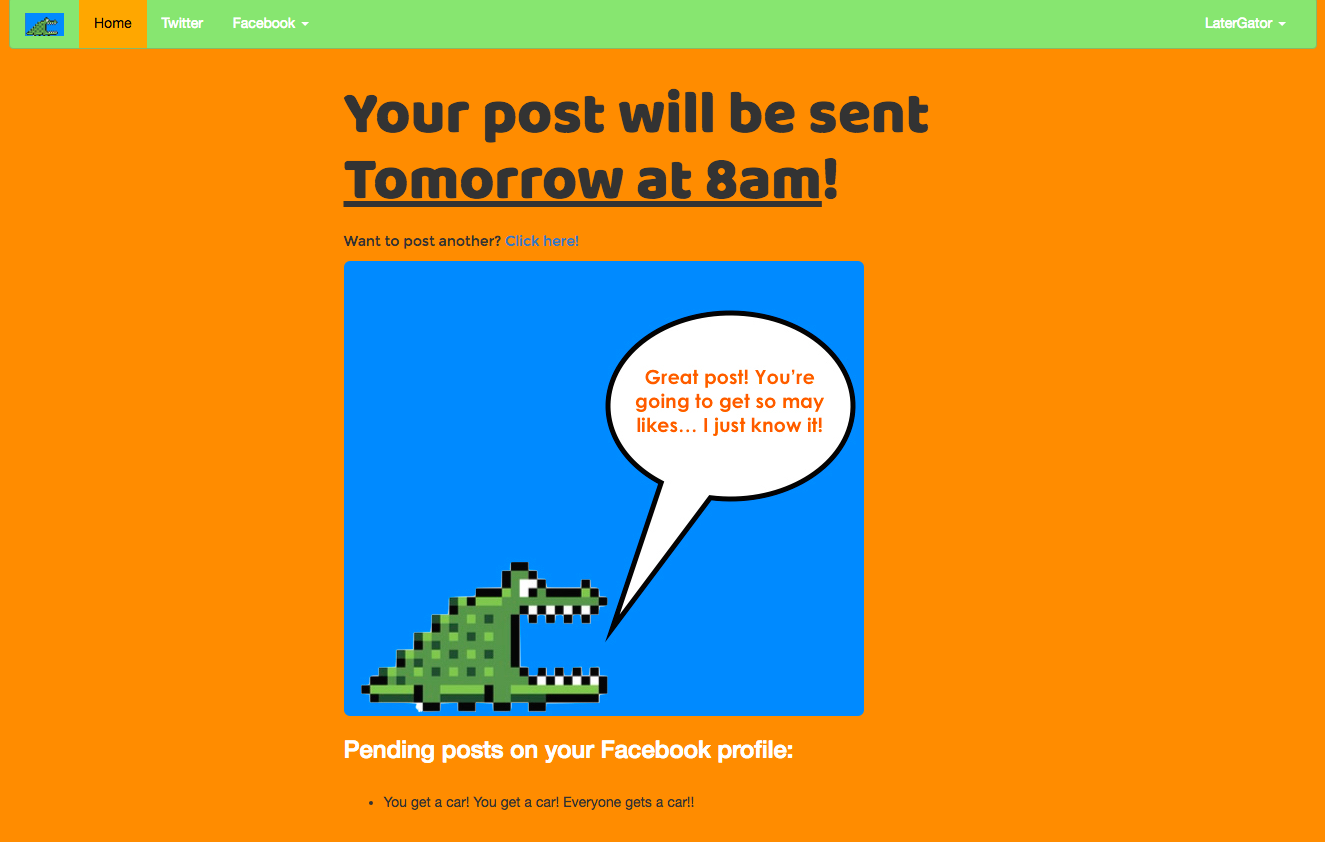 Home Twitter Facebook LaterGator
Your post will be sent
Tomorrow at 8am!
Want to post another? Click here!
Great post! You’re
going to get so may
likes... I just know it!
Pending posts on your Facebook profile:
• You get a car! You get a car! Everyone gets a car!!